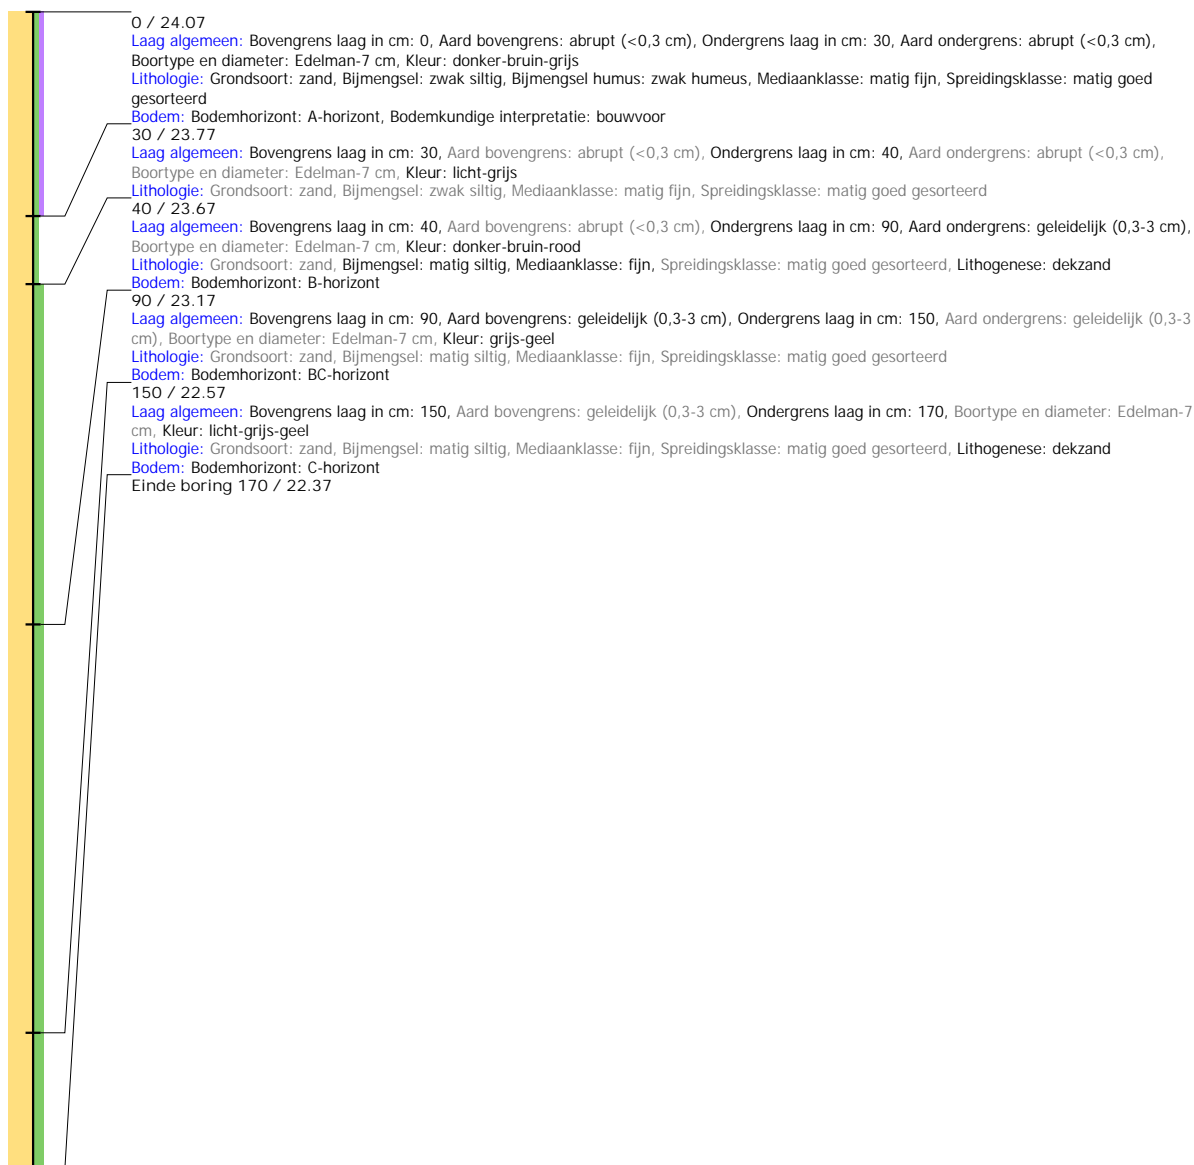 0 / 24.07
Laag algemeen: Bovengrens laag in cm: 0, Aard bovengrens: abrupt (<0,3 cm), Ondergrens laag in cm: 30, Aard ondergrens: abrupt (<0,3 cm),
Boortype en diameter: Edelman-7 cm, Kleur: donker-bruin-grijs
Lithologie: Grondsoort: zand, Bijmengsel: zwak siltig, Bijmengsel humus: zwak humeus, Mediaanklasse: matig fijn, Spreidingsklasse: matig goed
gesorteerd
Bodem: Bodemhorizont: A-horizont, Bodemkundige interpretatie: bouwvoor
30 / 23.77
Laag algemeen: Bovengrens laag in cm: 30, Aard bovengrens: abrupt (<0,3 cm), Ondergrens laag in cm: 40, Aard ondergrens: abrupt (<0,3 cm),
Boortype en diameter: Edelman-7 cm, Kleur: licht-grijs
Lithologie: Grondsoort: zand, Bijmengsel: zwak siltig, Mediaanklasse: matig fijn, Spreidingsklasse: matig goed gesorteerd
40 / 23.67
Laag algemeen: Bovengrens laag in cm: 40, Aard bovengrens: abrupt (<0,3 cm), Ondergrens laag in cm: 90, Aard ondergrens: geleidelijk (0,3-3 cm),
Boortype en diameter: Edelman-7 cm, Kleur: donker-bruin-rood
Lithologie: Grondsoort: zand, Bijmengsel: matig siltig, Mediaanklasse: fijn, Spreidingsklasse: matig goed gesorteerd, Lithogenese: dekzand
Bodem: Bodemhorizont: B-horizont
90 / 23.17
Laag algemeen: Bovengrens laag in cm: 90, Aard bovengrens: geleidelijk (0,3-3 cm), Ondergrens laag in cm: 150, Aard ondergrens: geleidelijk (0,3-3
cm), Boortype en diameter: Edelman-7 cm, Kleur: grijs-geel
Lithologie: Grondsoort: zand, Bijmengsel: matig siltig, Mediaanklasse: fijn, Spreidingsklasse: matig goed gesorteerd
Bodem: Bodemhorizont: BC-horizont
150 / 22.57
Laag algemeen: Bovengrens laag in cm: 150, Aard bovengrens: geleidelijk (0,3-3 cm), Ondergrens laag in cm: 170, Boortype en diameter: Edelman-7
cm, Kleur: licht-grijs-geel
Lithologie: Grondsoort: zand, Bijmengsel: matig siltig, Mediaanklasse: fijn, Spreidingsklasse: matig goed gesorteerd, Lithogenese: dekzand
Bodem: Bodemhorizont: C-horizont
Einde boring 170 / 22.37